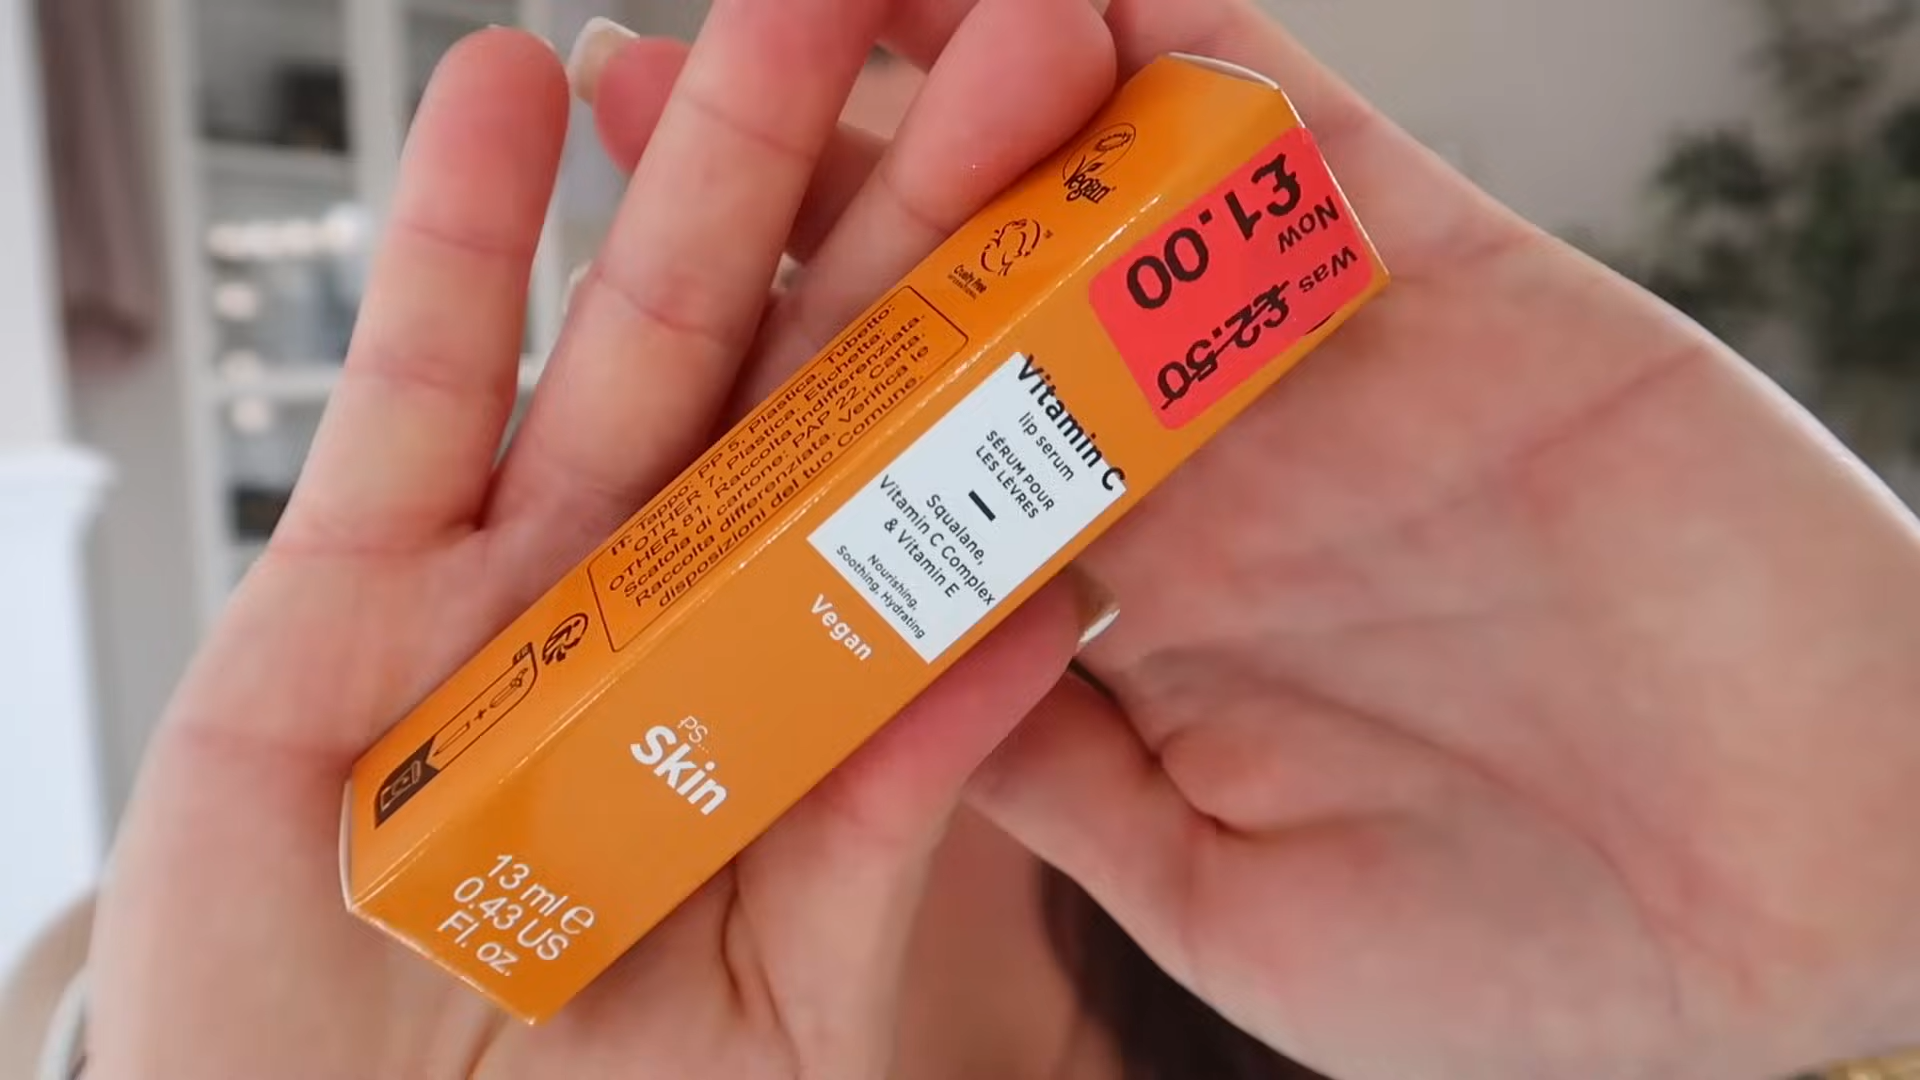 Was £2.50
Now
£1.00
Vitamin C
lip serum
SÉRUM POUR
LES LÈVRES
Squalane,
Vitamin C Complex
& Vitamin E
Nourishing,
Soothing, Hydrating
Vegan
PS...
Skin
13 ml e
0.43 US
Fl. oz.
Vegan
Cruelty Free
INTERNATIONAL
IT: Tappo: PP 5. Plastica. Tubetto:
OTHER 7, Plastica; Etichetta:
OTHER 81. Raccolta Indifferenziata.
Scatola di cartone: PAP 22, Carta.
Raccolta differenziata. Verifica le
disposizioni del tuo Comune.
FR